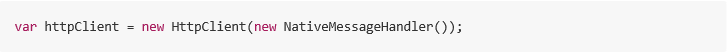 var httpClient = new HttpClient(new NativeMessageHandler());